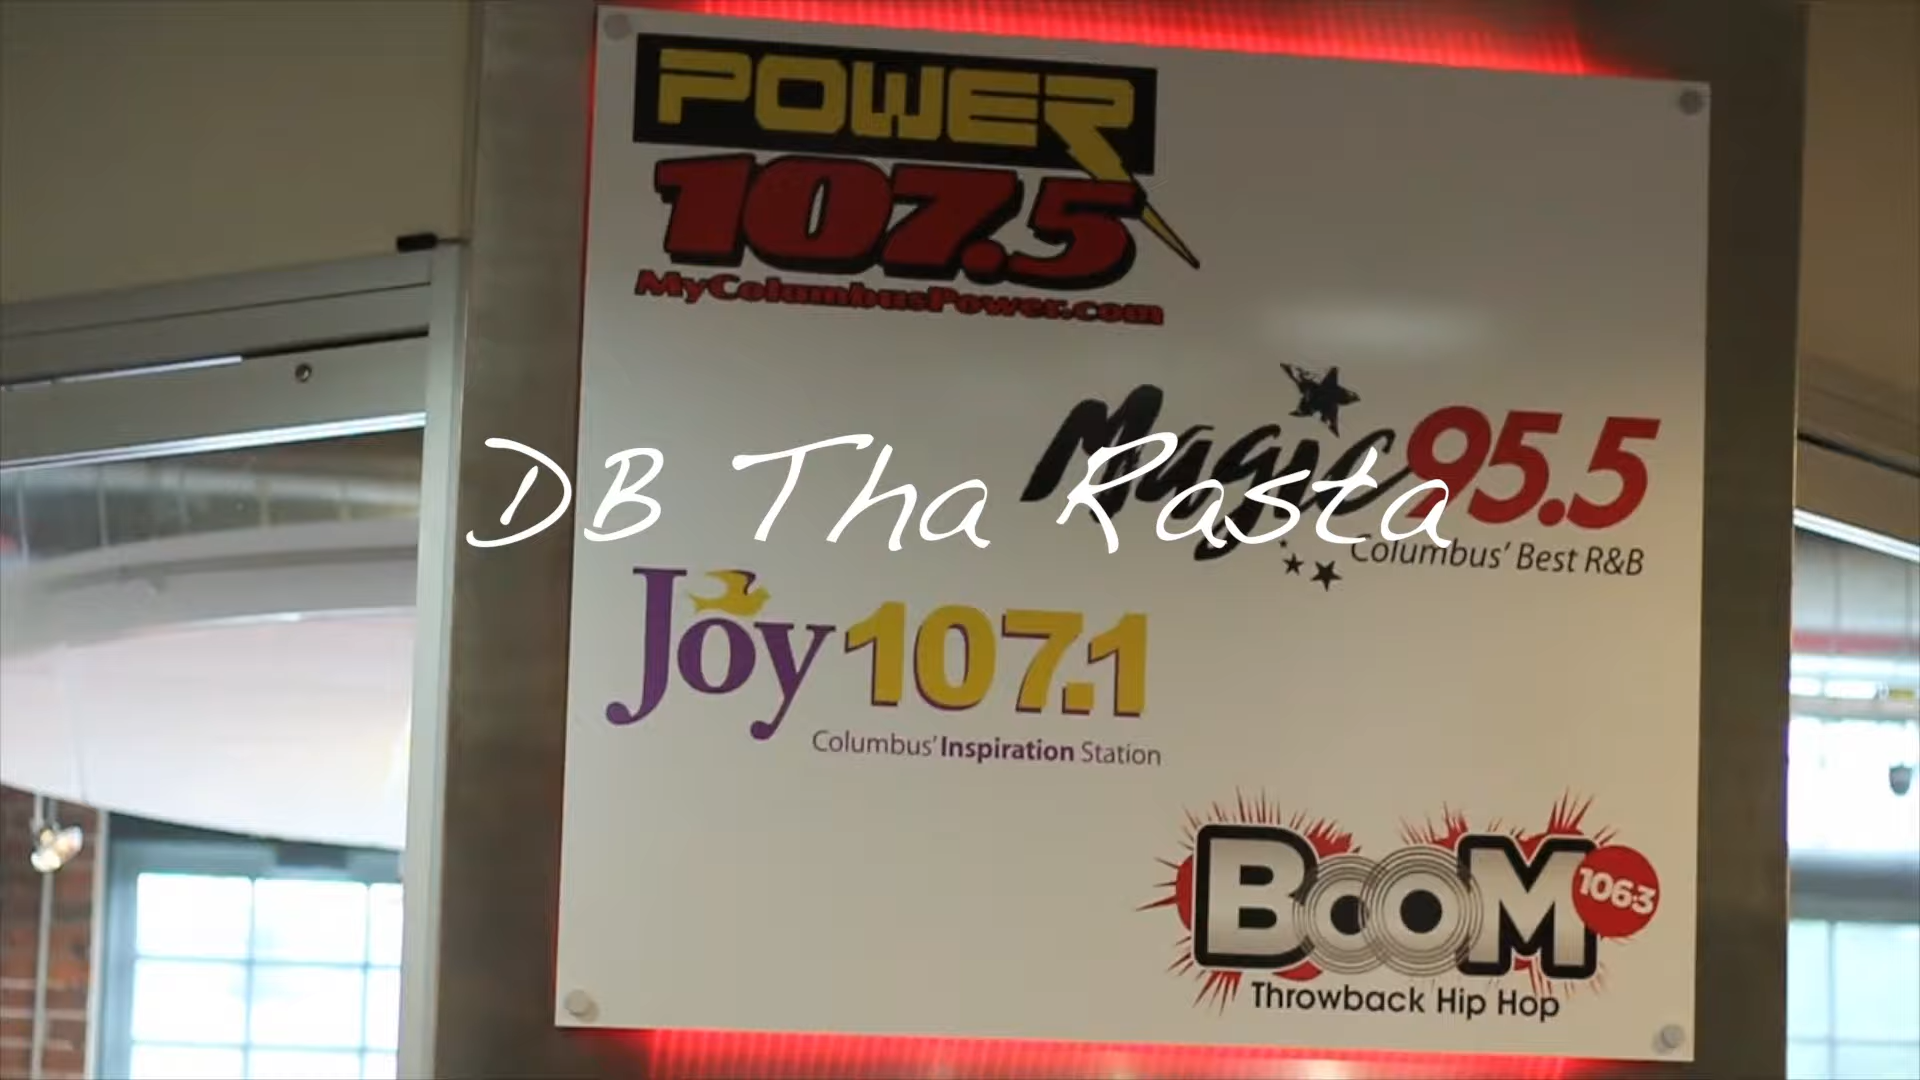 POWER
107.5
MyColumbusPower.com
Magic 95.5
Columbus' Best R&B
DB Tha Rasta
Joy 107.1
Columbus' Inspiration Station
BOOM 106.3
Throwback Hip Hop